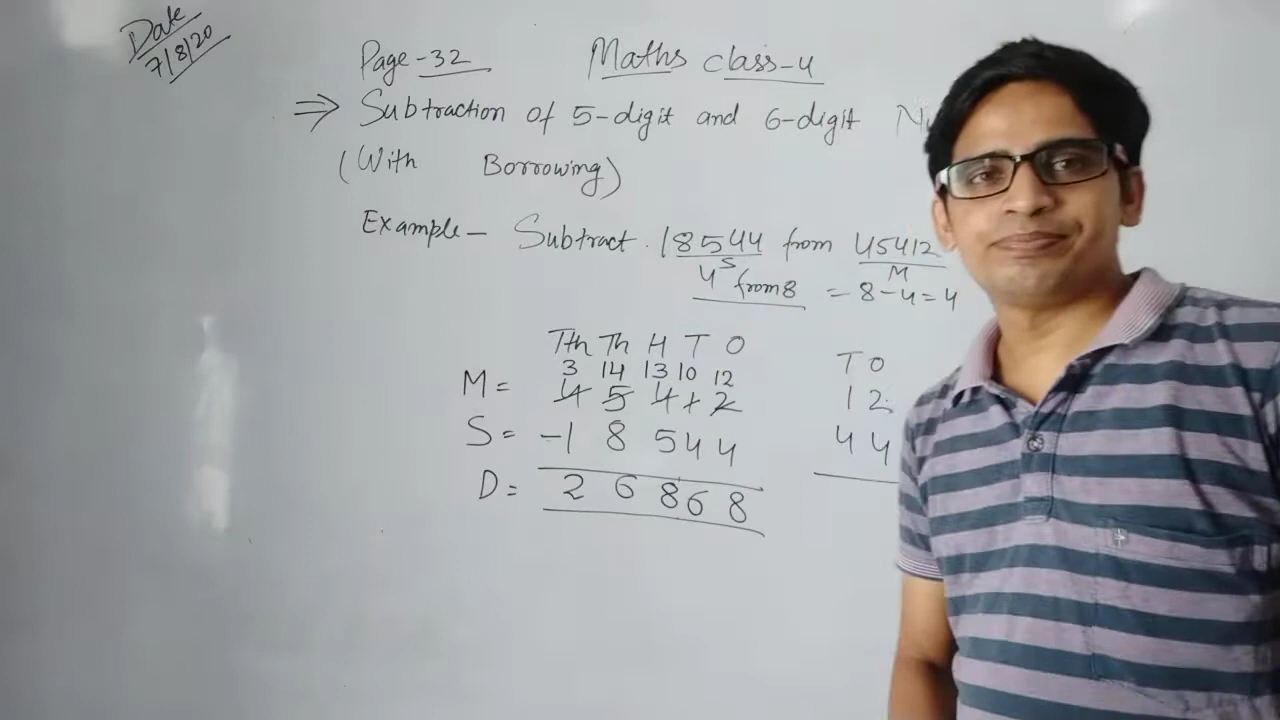 Date
7/8/20
Page-32 Maths class-4
⇒ Subtraction of 5-digit and 6-digit
(With Borrowing)
Example- Subtract 18544 from 45412
S M
4 from 8 = 8-4=4
Tth Th H T O
3 14 13 10 12
M= 4 5 4 1 2
S= -1 8 5 4 4
D= 2 6 8 6 8
T O
1 2
4 4